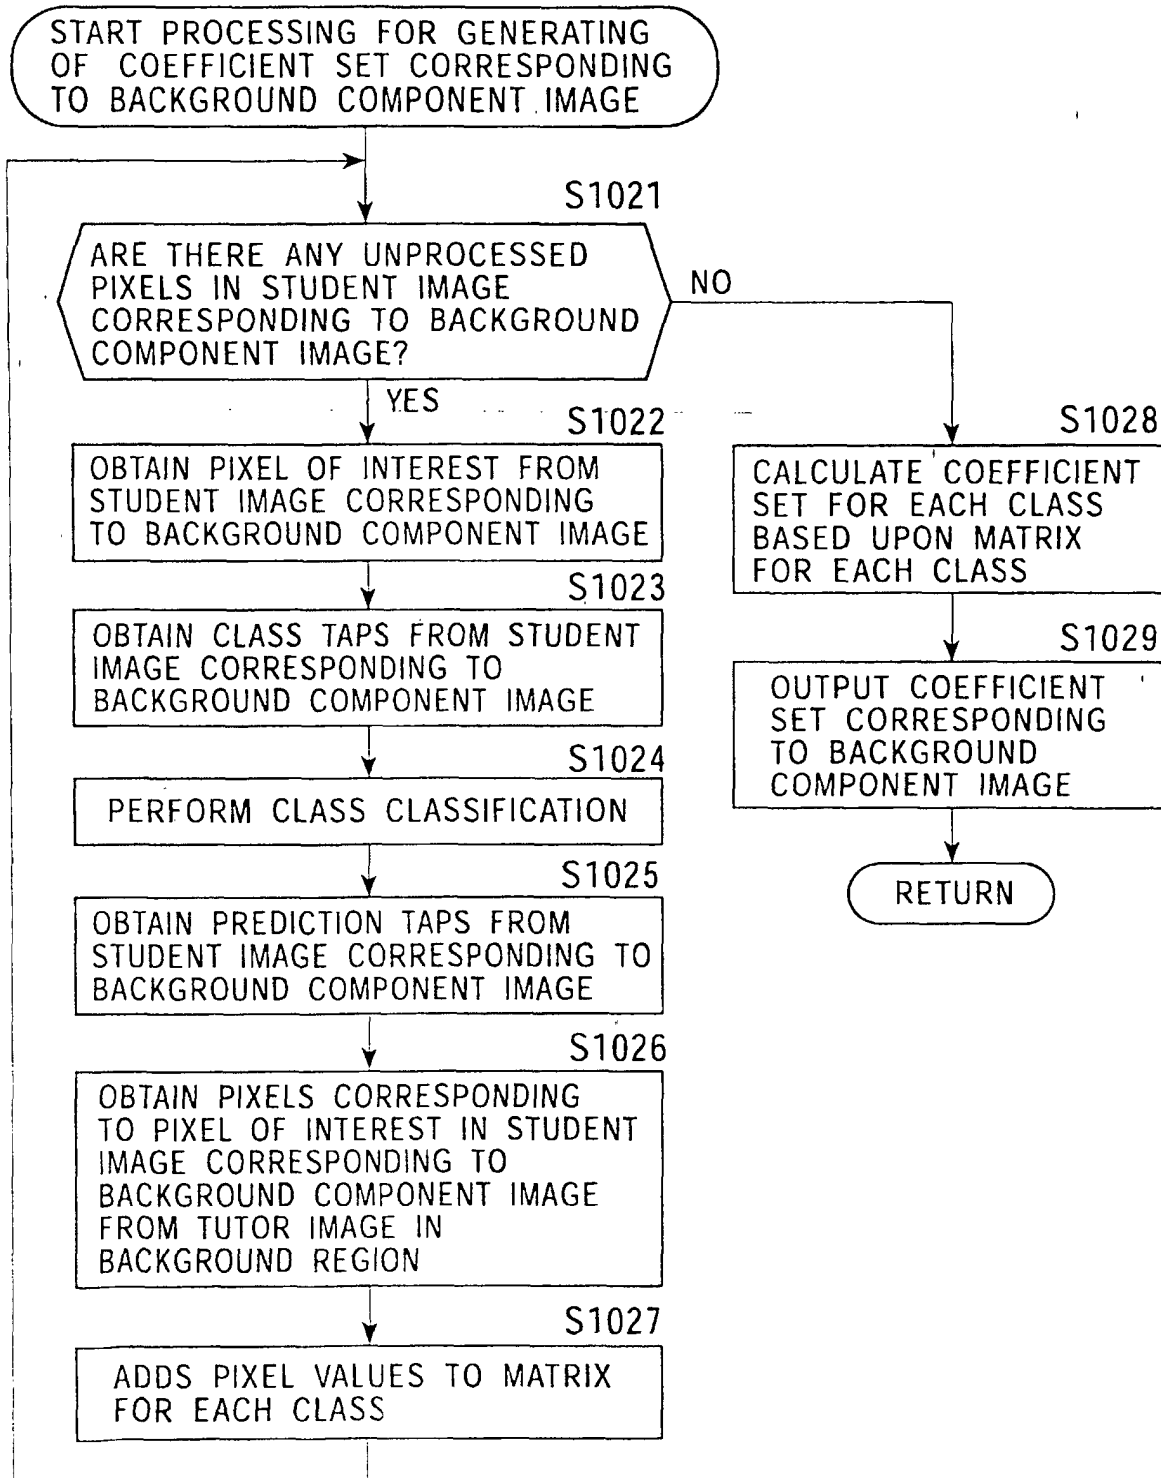 START PROCESSING FOR GENERATING
OF COEFFICIENT SET CORRESPONDING
TO BACKGROUND COMPONENT IMAGE
S1021
ARE THERE ANY UNPROCESSED
PIXELS IN STUDENT IMAGE
CORRESPONDING TO BACKGROUND
COMPONENT IMAGE?
NO
YES
S1022
OBTAIN PIXEL OF INTEREST FROM
STUDENT IMAGE CORRESPONDING
TO BACKGROUND COMPONENT IMAGE
S1023
OBTAIN CLASS TAPS FROM STUDENT
IMAGE CORRESPONDING TO
BACKGROUND COMPONENT IMAGE
S1024
PERFORM CLASS CLASSIFICATION
S1025
OBTAIN PREDICTION TAPS FROM
STUDENT IMAGE CORRESPONDING TO
BACKGROUND COMPONENT IMAGE
S1026
OBTAIN PIXELS CORRESPONDING
TO PIXEL OF INTEREST IN STUDENT
IMAGE CORRESPONDING TO
BACKGROUND COMPONENT IMAGE
FROM TUTOR IMAGE IN
BACKGROUND REGION
S1027
ADDS PIXEL VALUES TO MATRIX
FOR EACH CLASS
S1028
CALCULATE COEFFICIENT
SET FOR EACH CLASS
BASED UPON MATRIX
FOR EACH CLASS
S1029
OUTPUT COEFFICIENT
SET CORRESPONDING
TO BACKGROUND
COMPONENT IMAGE
RETURN